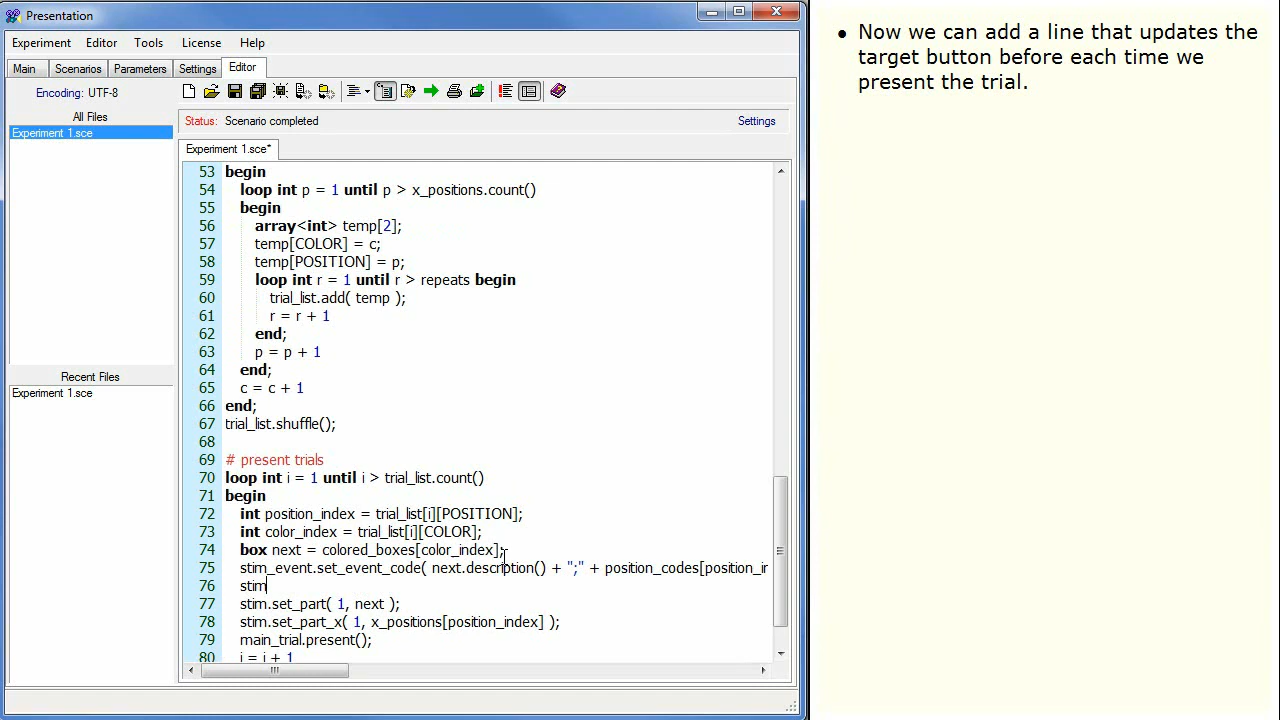 Presentation
Experiment Editor Tools License Help
Main Scenarios Parameters Settings Editor
Encoding: UTF-8
All Files
Experiment 1.sce
Recent Files
Experiment 1.sce
Status: Scenario completed Settings
Experiment 1.sce*
53 begin
54 loop int p = 1 until p > x_positions.count()
55 begin
56 array<int> temp[2];
57 temp[COLOR] = c;
58 temp[POSITION] = p;
59 loop int r = 1 until r > repeats begin
60 trial_list.add( temp );
61 r = r + 1
62 end;
63 p = p + 1
64 end;
65 c = c + 1
66 end;
67 trial_list.shuffle();
68
69 # present trials
70 loop int i = 1 until i > trial_list.count()
71 begin
72 int position_index = trial_list[i][POSITION];
73 int color_index = trial_list[i][COLOR];
74 box next = colored_boxes[color_index];
75 stim_event.set_event_code( next.description() + ";" + position_codes[position_ir
76 stim
77 stim.set_part( 1, next );
78 stim.set_part_x( 1, x_positions[position_index] );
79 main_trial.present();
80 i = i + 1
• Now we can add a line that updates the
target button before each time we
present the trial.